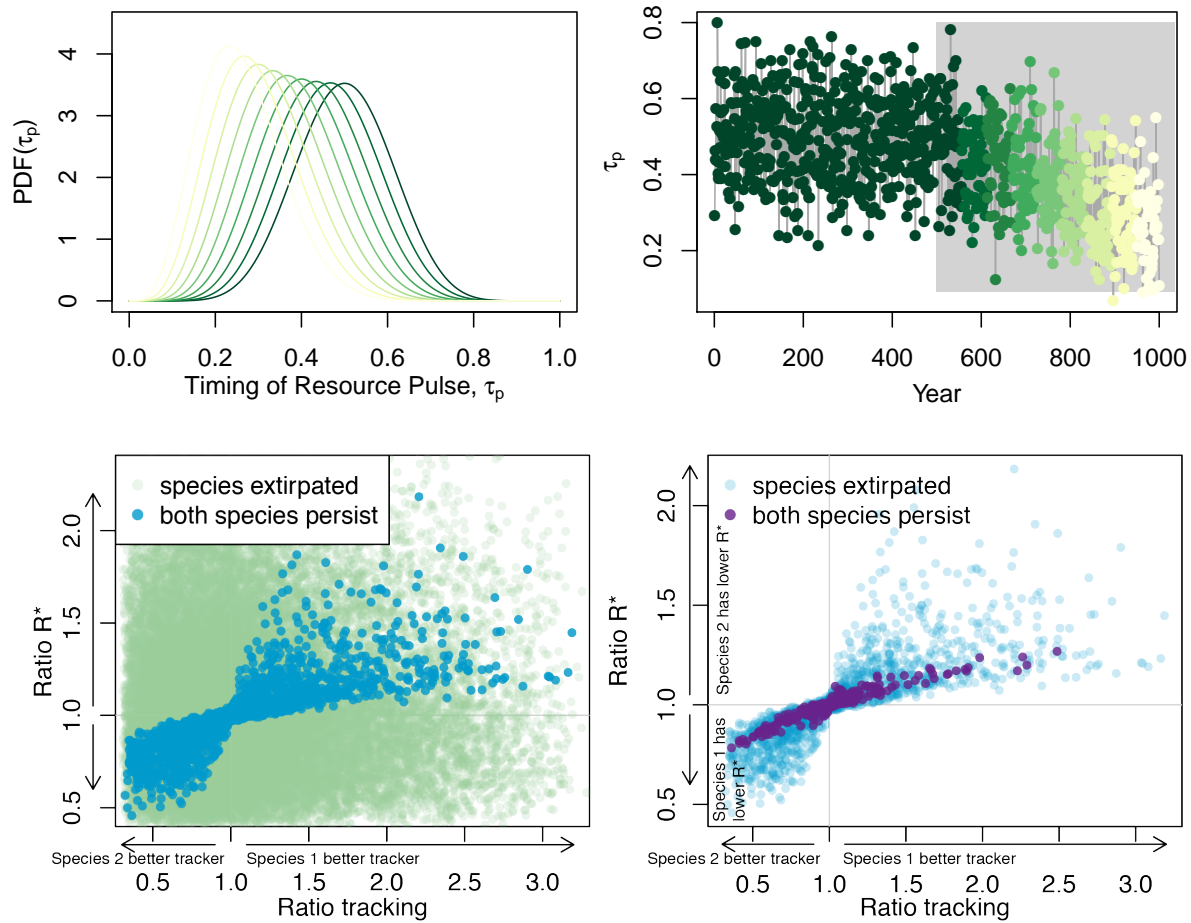 PDF(τp)
0 1 2 3 4
0.0 0.2 0.4 0.6 0.8 1.0
Timing of Resource Pulse, τp
τp
0.2 0.4 0.6 0.8
0 200 400 600 800 1000
Year
species extirpated
both species persist
Ratio R*
0.5 1.0 1.5 2.0
Species 2 better tracker
Species 1 better tracker
0.5 1.0 1.5 2.0 2.5 3.0
Ratio tracking
species extirpated
both species persist
Ratio R*
0.5 1.0 1.5 2.0
Species 2 has lower R*
Species 1 has
lower R*
Species 2 better tracker
Species 1 better tracker
0.5 1.0 1.5 2.0 2.5 3.0
Ratio tracking